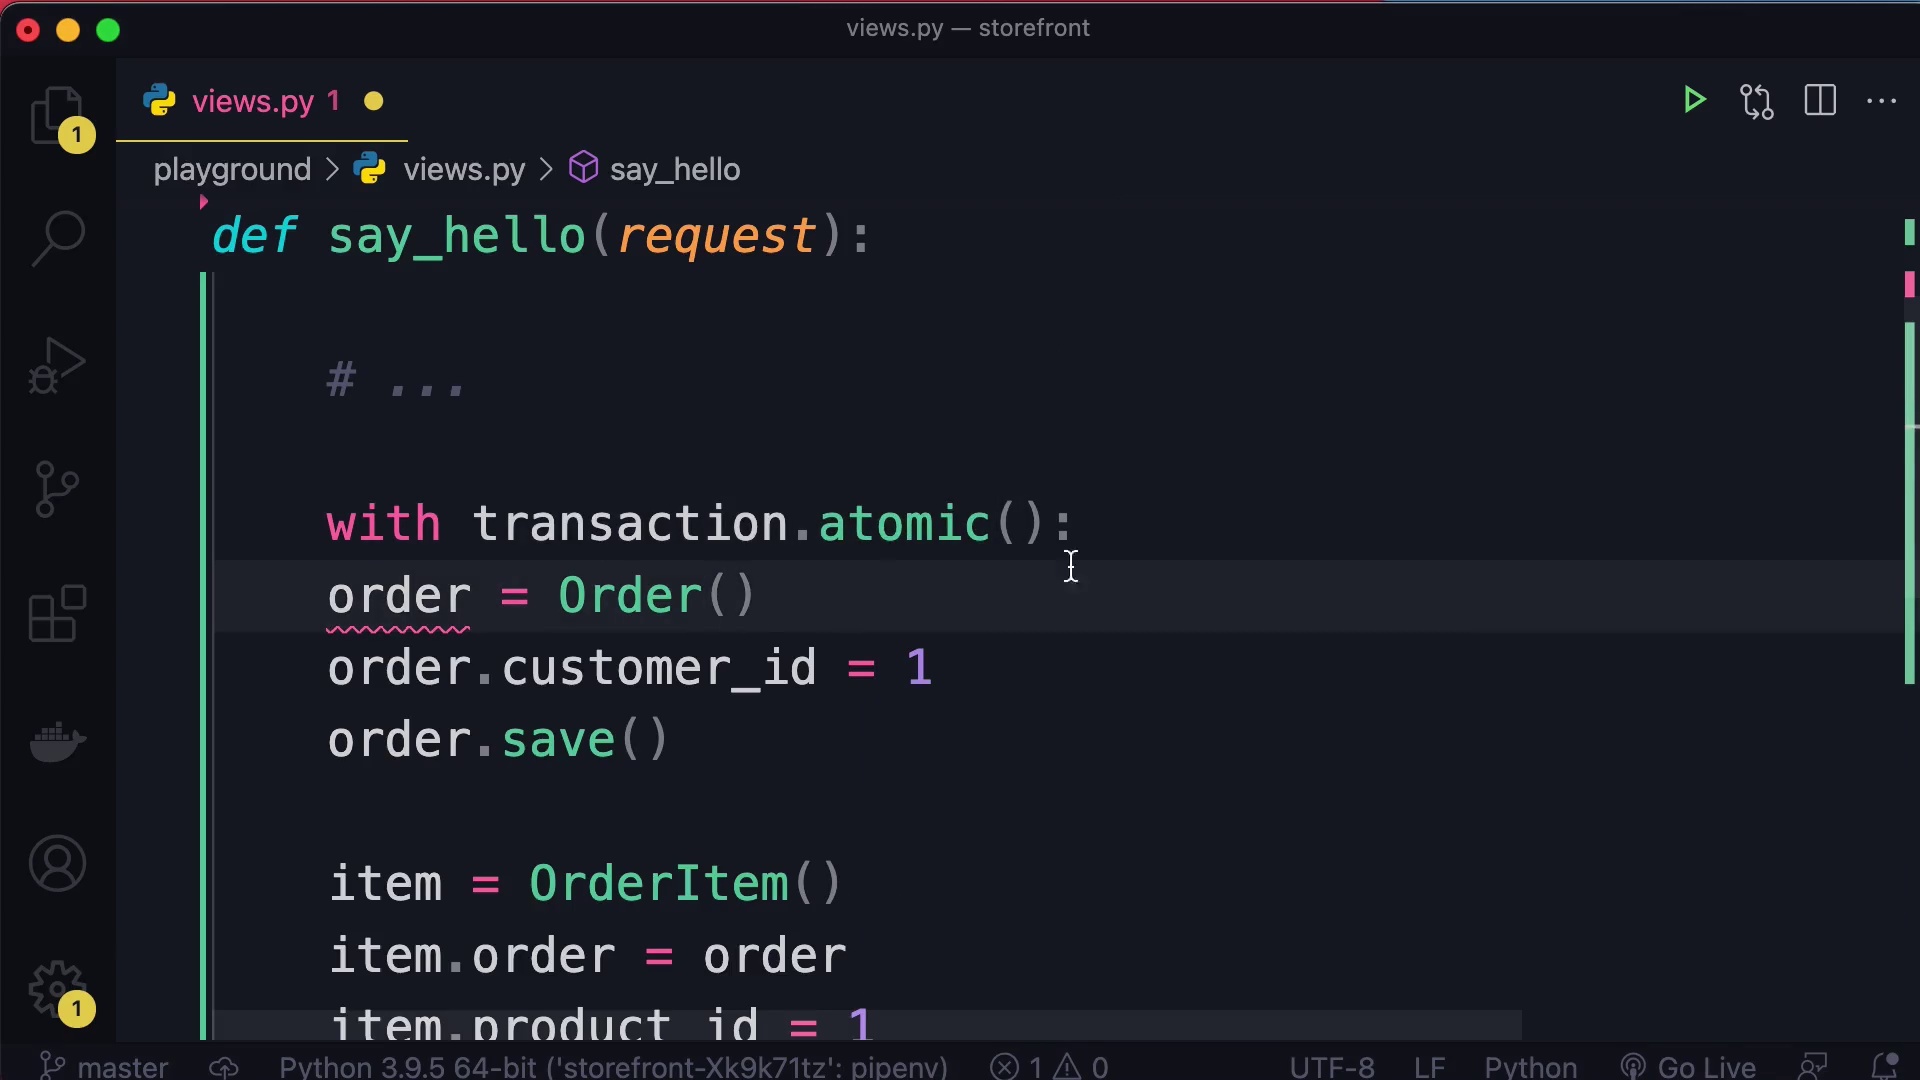 views.py — storefront
views.py 1
1
playground > views.py > say_hello
def say_hello(request):
# ...
with transaction.atomic():
order = Order()
order.customer_id = 1
order.save()
item = OrderItem()
item.order = order
item.product_id = 1
1
master Python 3.9.5 64-bit ('storefront-Xk9k71tz': pipenv) 1 0 UTF-8 LF Python Go Live